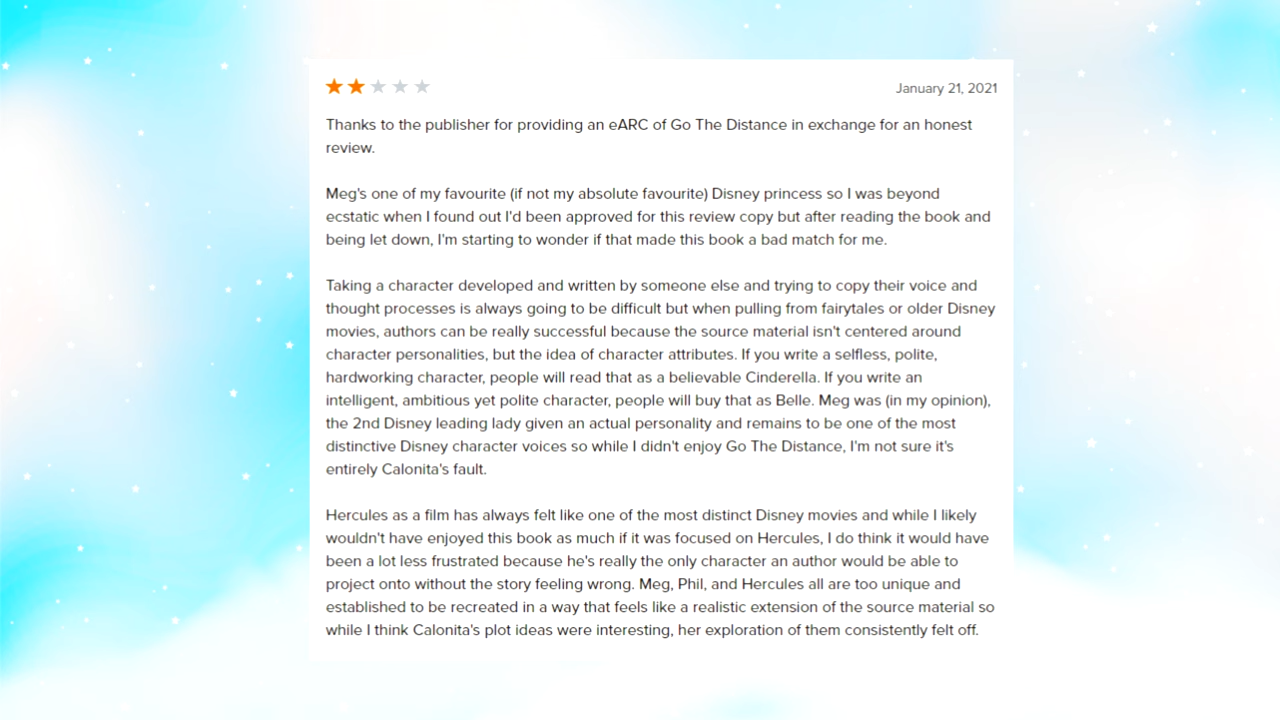 January 21, 2021
Thanks to the publisher for providing an eARC of Go The Distance in exchange for an honest
review.
Meg's one of my favourite (if not my absolute favourite) Disney princess so I was beyond
ecstatic when I found out I'd been approved for this review copy but after reading the book and
being let down, I'm starting to wonder if that made this book a bad match for me.
Taking a character developed and written by someone else and trying to copy their voice and
thought processes is always going to be difficult but when pulling from fairytales or older Disney
movies, authors can be really successful because the source material isn't centered around
character personalities, but the idea of character attributes. If you write a selfless, polite,
hardworking character, people will read that as a believable Cinderella. If you write an
intelligent, ambitious yet polite character, people will buy that as Belle. Meg was (in my opinion),
the 2nd Disney leading lady given an actual personality and remains to be one of the most
distinctive Disney character voices so while I didn't enjoy Go The Distance, I'm not sure it's
entirely Calonita's fault.
Hercules as a film has always felt like one of the most distinct Disney movies and while I likely
wouldn't have enjoyed this book as much if it was focused on Hercules, I do think it would have
been a lot less frustrated because he's really the only character an author would be able to
project onto without the story feeling wrong. Meg, Phil, and Hercules all are too unique and
established to be recreated in a way that feels like a realistic extension of the source material so
while I think Calonita's plot ideas were interesting, her exploration of them consistently felt off.